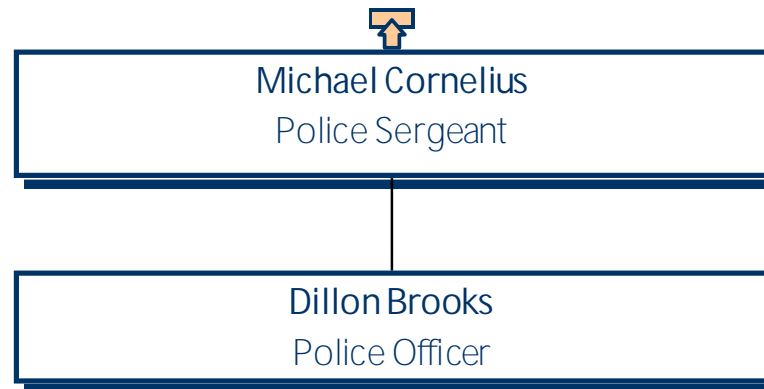 Michael Cornelius
Police Sergeant
Dillon Brooks
Police Officer